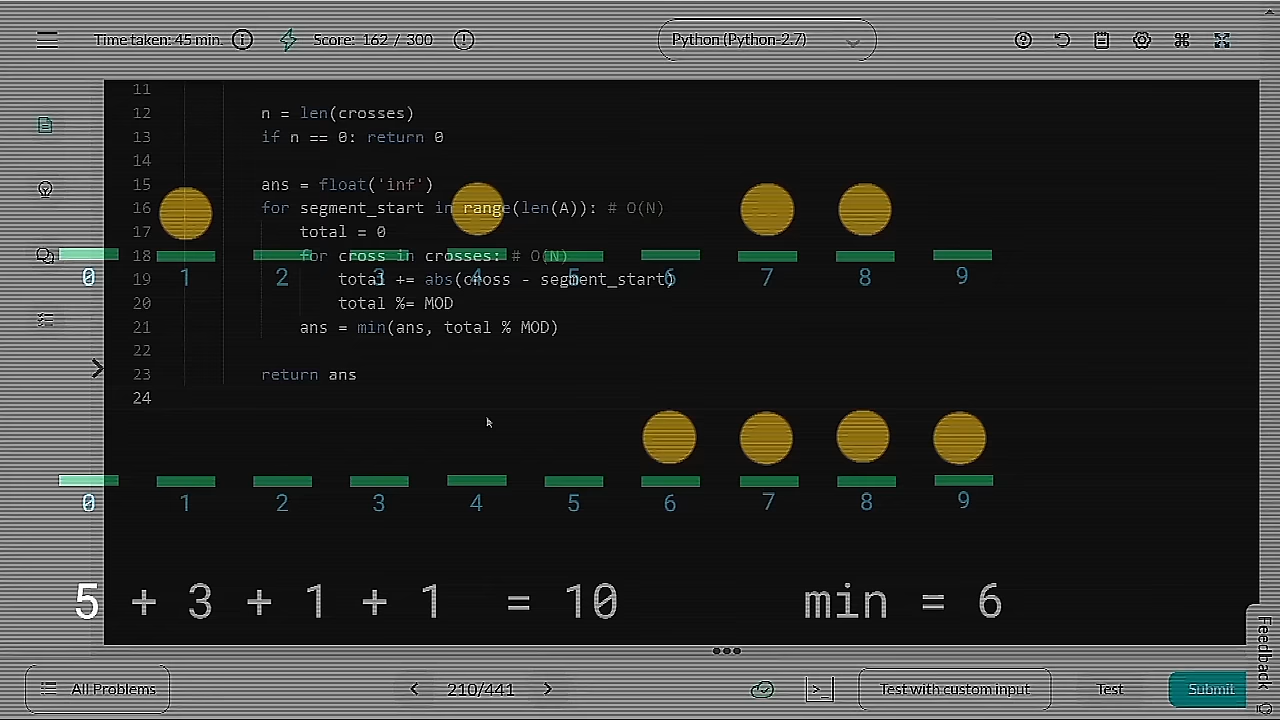 Time taken: 45 min. Score: 162 / 300 Python (Python-2.7)
11
12 n = len(crosses)
13 if n == 0: return 0
14
15 ans = float('inf')
16 for segment_start in range(len(A)): # O(N)
17 total = 0
18 for cross in crosses: # O(N)
0 1 2 3 4 5 6 7 8 9
19 total += abs(cross - segment_start)
20 total %= MOD
21 ans = min(ans, total % MOD)
22
23 return ans
24
0 1 2 3 4 5 6 7 8 9
5 + 3 + 1 + 1 = 10 min = 6
Feedback
All Problems 210/441 Test with custom input Test Submit